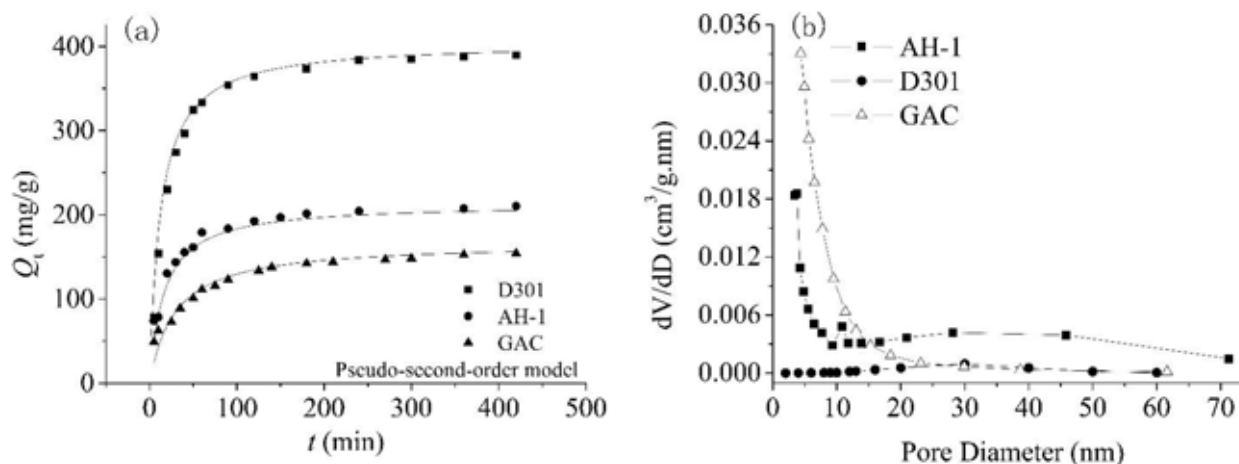 (a)
400
300
200
100
0
Q_t (mg/g)
D301
AH-1
GAC
Pseudo-second-order model
0 100 200 300 400 500
t (min)
(b)
0.036
0.030
0.024
0.018
0.012
0.006
0.000
dV/dD (cm³/g.nm)
AH-1
D301
GAC
0 10 20 30 40 50 60 70
Pore Diameter (nm)